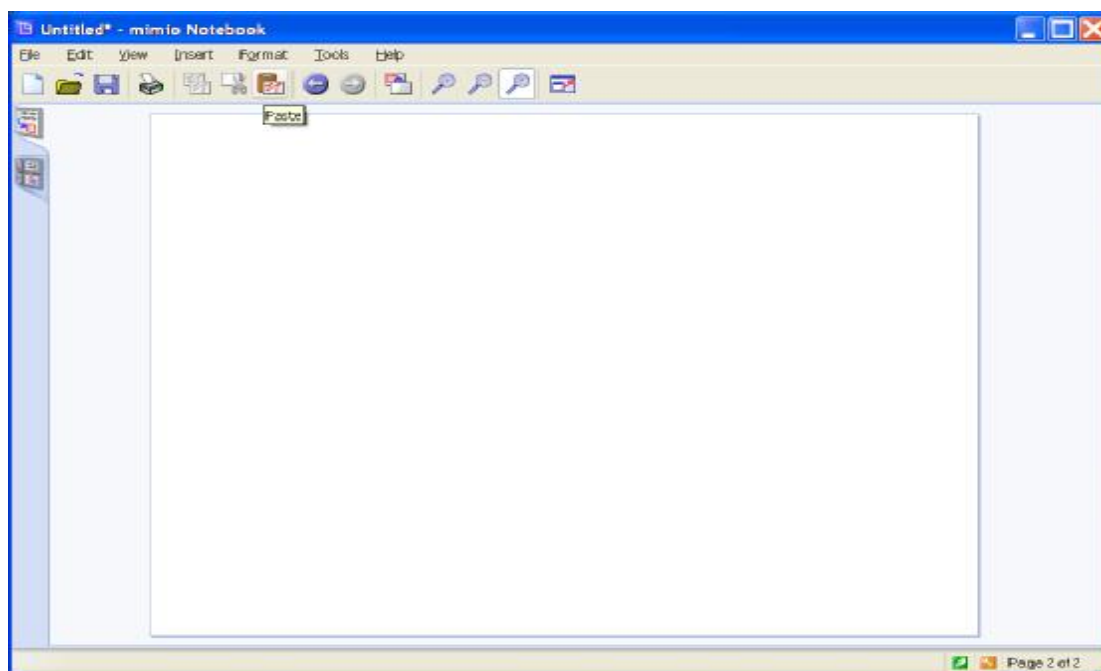 Untitled* - mimio Notebook
File Edit View Insert Format Tools Help
Paste
Page 2 of 2